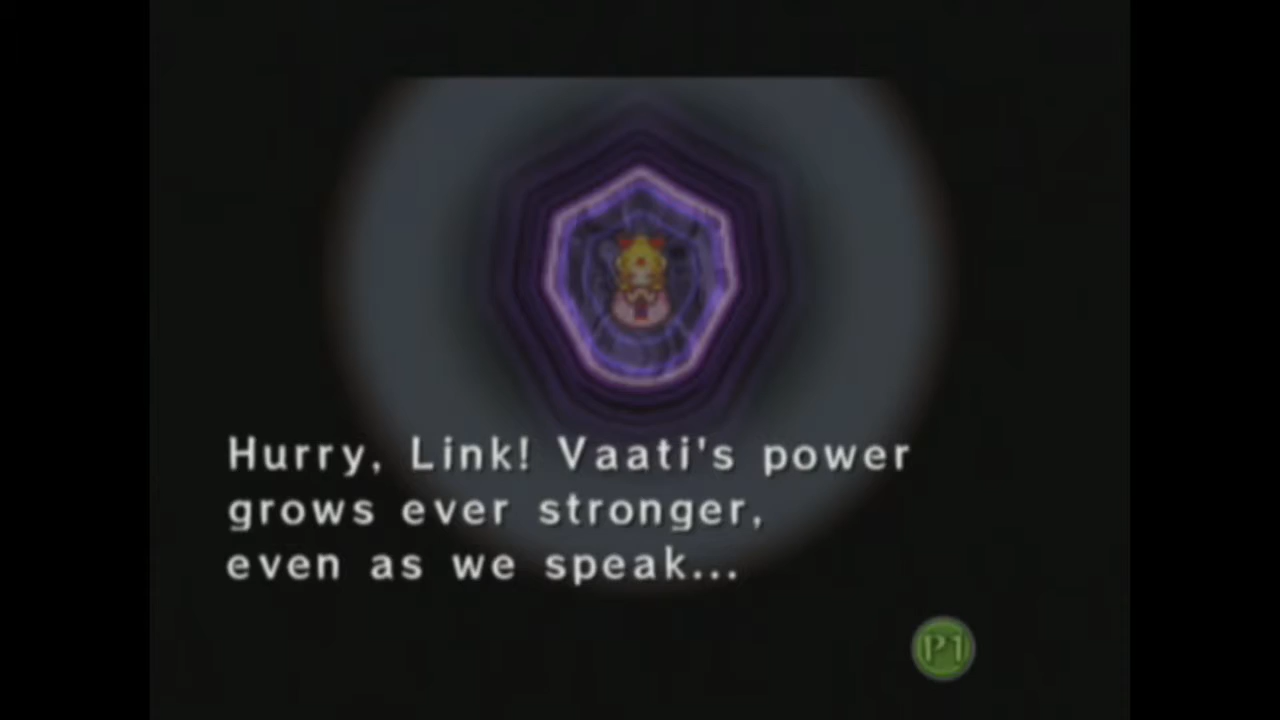 Hurry, Link! Vaati's power
grows ever stronger,
even as we speak...
P1